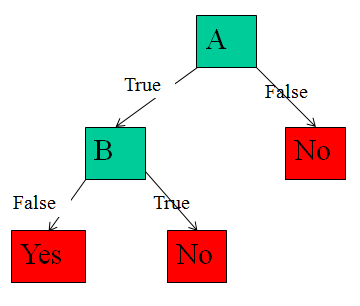 A
True
False
B
No
False
True
Yes
No